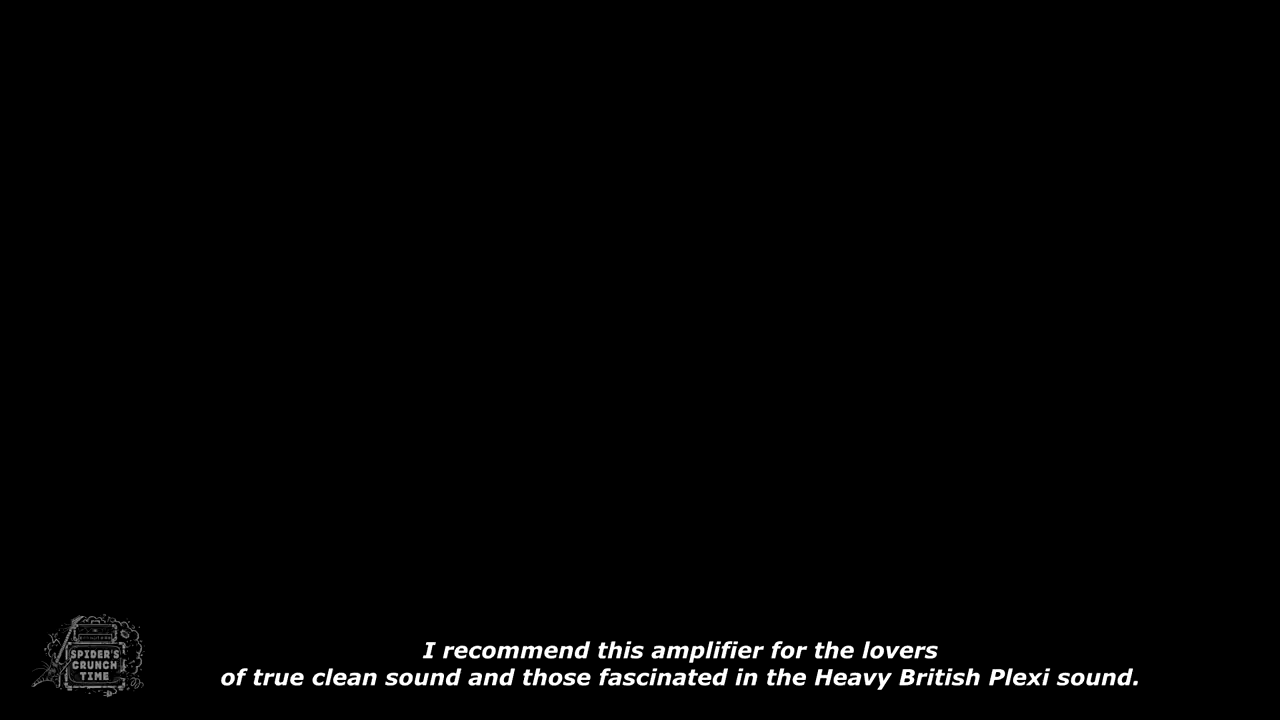 I recommend this amplifier for the lovers
of true clean sound and those fascinated in the Heavy British Plexi sound.
SPIDER'S
CRUNCH
TIME